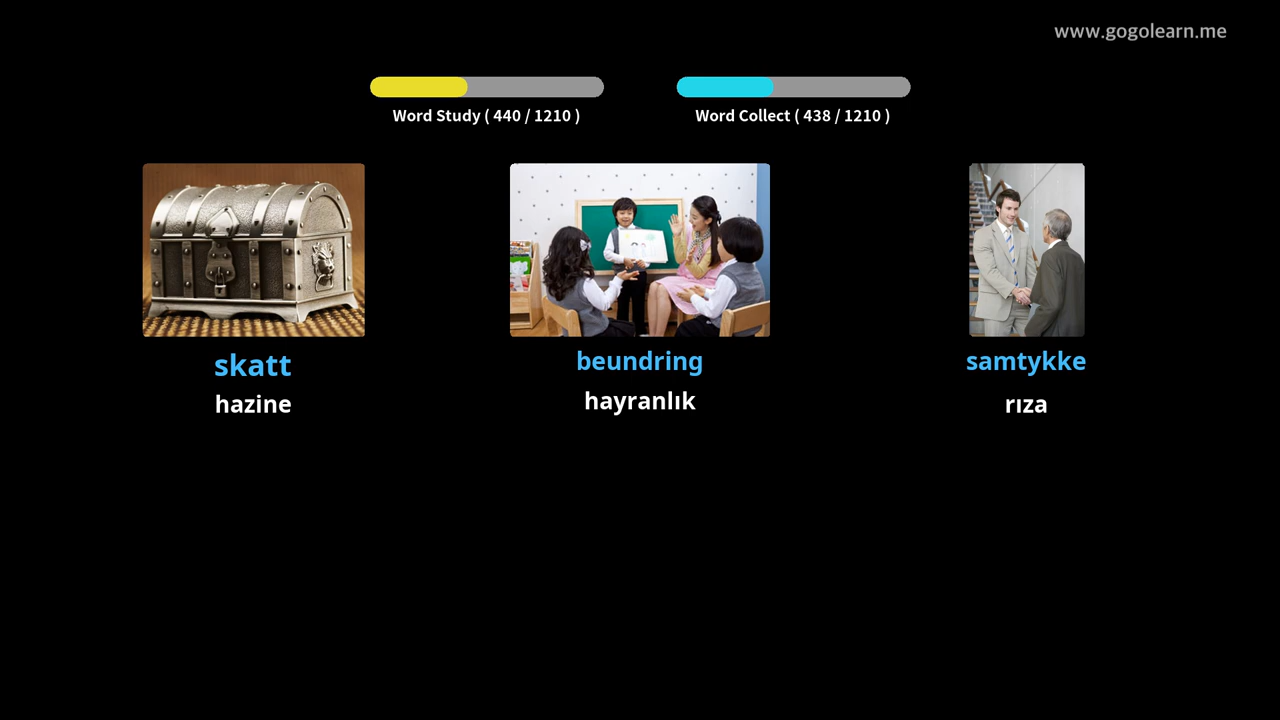 www.gogolearn.me
Word Study ( 440 / 1210 )
Word Collect ( 438 / 1210 )
skatt
hazine
beundring
hayranlık
samtykke
rıza